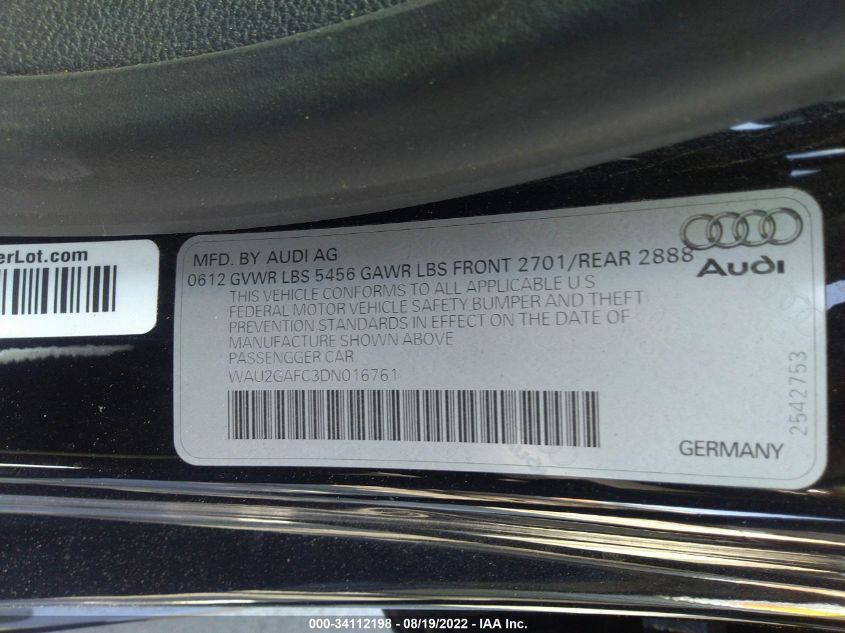 erLot.com
MFD. BY AUDI AG
0612 GVWR LBS 5456 GAWR LBS FRONT 2701/REAR 2888
Audi
THIS VEHICLE CONFORMS TO ALL APPLICABLE U S
FEDERAL MOTOR VEHICLE SAFETY BUMPER AND THEFT
PREVENTION STANDARDS IN EFFECT ON THE DATE OF
MANUFACTURE SHOWN ABOVE
PASSENGGER CAR
WAU2GAFC3DN016761
2542753
GERMANY
000-34112198 - 08/19/2022 - IAA Inc.